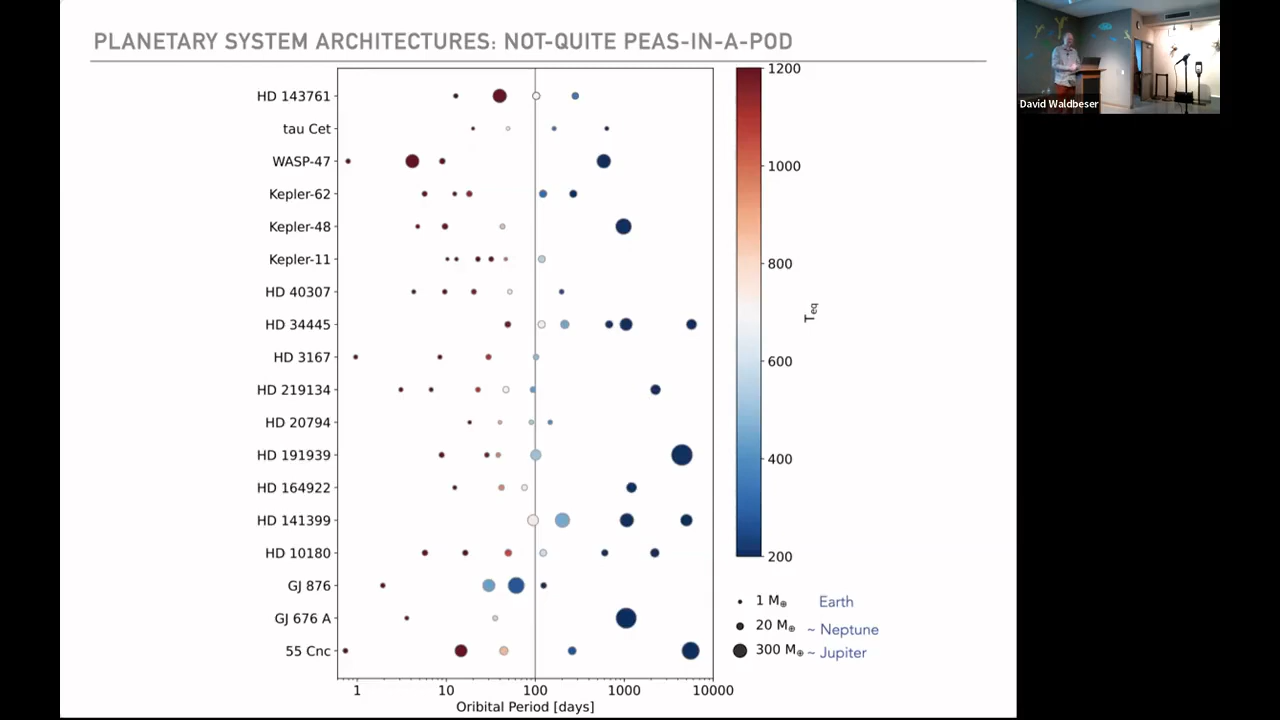 PLANETARY SYSTEM ARCHITECTURES: NOT-QUITE PEAS-IN-A-POD
David Waldbeser
HD 143761
tau Cet
WASP-47
Kepler-62
Kepler-48
Kepler-11
HD 40307
HD 34445
HD 3167
HD 219134
HD 20794
HD 191939
HD 164922
HD 141399
HD 10180
GJ 876
GJ 676 A
55 Cnc
1 10 100 1000 10000
Oribital Period [days]
1200
1000
800
600
400
200
Teq
1 M⊕ Earth
20 M⊕ ~ Neptune
300 M⊕ ~ Jupiter